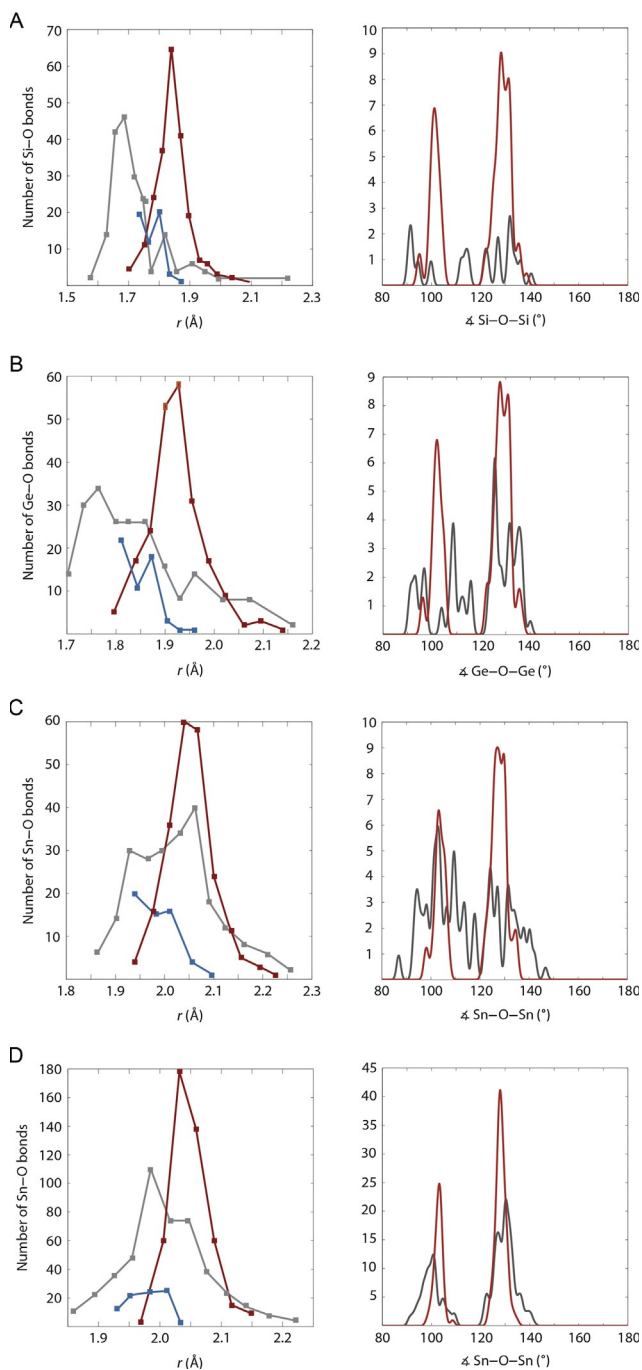 A
Number of Si–O bonds
70
60
50
40
30
20
10
1.5 1.7 1.9 2.1 2.3
r (Å)
10
9
8
7
6
5
4
3
2
1
80 100 120 140 160 180
∡ Si–O–Si (°)
B
Number of Ge–O bonds
60
50
40
30
20
10
1.7 1.8 1.9 2.0 2.1 2.2
r (Å)
9
8
7
6
5
4
3
2
1
80 100 120 140 160 180
∡ Ge–O–Ge (°)
C
Number of Sn–O bonds
60
50
40
30
20
10
1.8 1.9 2.0 2.1 2.2 2.3
r (Å)
10
9
8
7
6
5
4
3
2
1
80 100 120 140 160 180
∡ Sn–O–Sn (°)
D
Number of Sn–O bonds
180
160
140
120
100
80
60
40
20
1.9 2.0 2.1 2.2
r (Å)
45
40
35
30
25
20
15
10
5
80 100 120 140 160 180
∡ Sn–O–Sn (°)